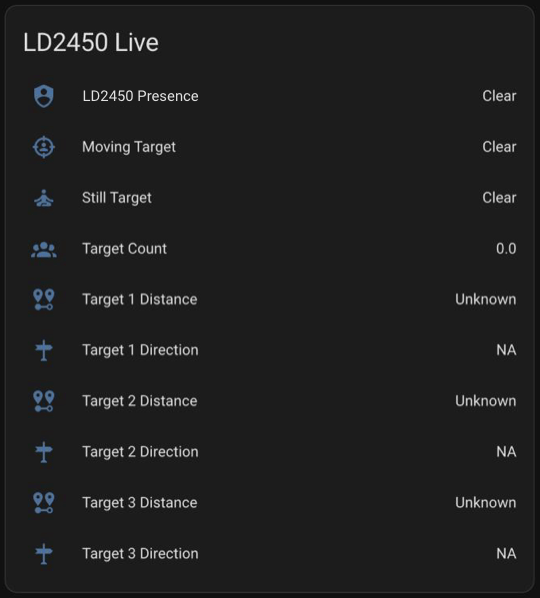 LD2450 Live
LD2450 Presence Clear
Moving Target Clear
Still Target Clear
Target Count 0.0
Target 1 Distance Unknown
Target 1 Direction NA
Target 2 Distance Unknown
Target 2 Direction NA
Target 3 Distance Unknown
Target 3 Direction NA